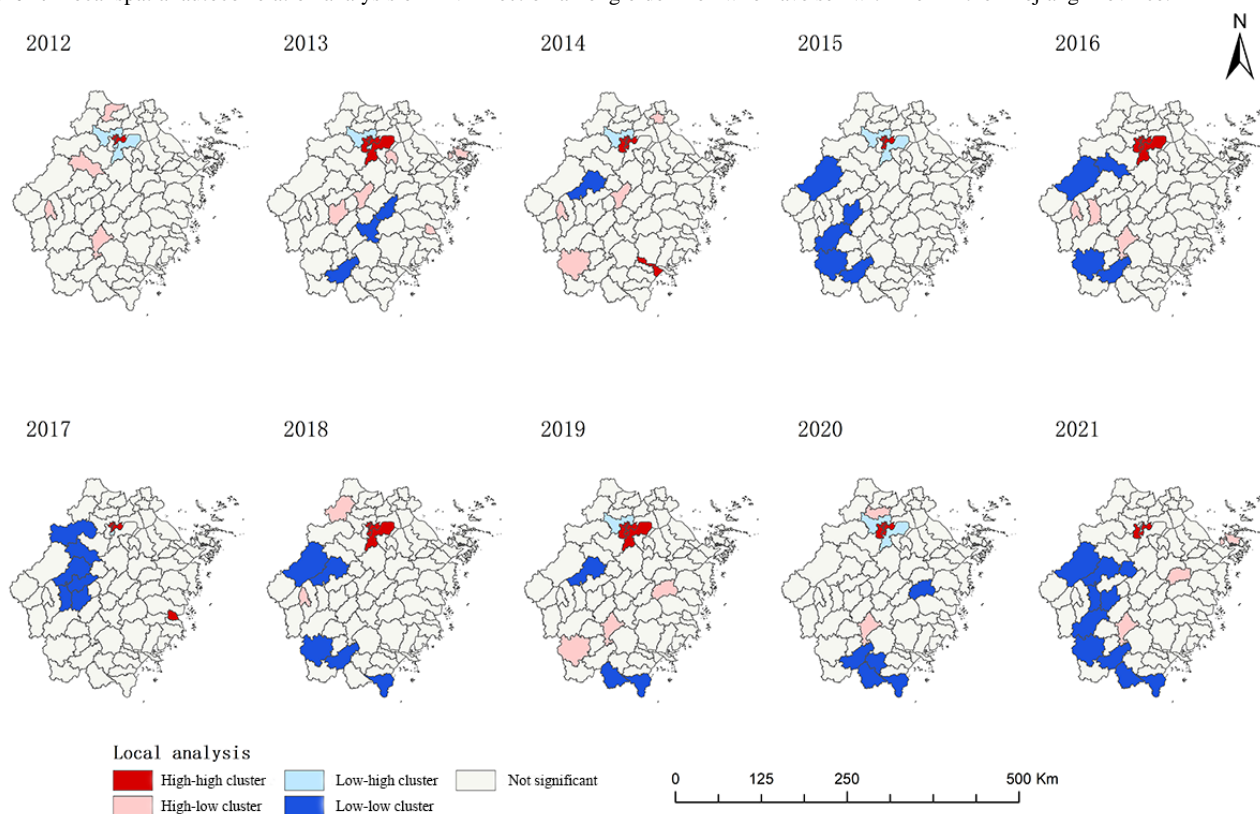 2012 2013 2014 2015 2016 N
2017 2018 2019 2020 2021
Local analysis
High-high cluster Low-high cluster Not significant
High-low cluster Low-low cluster
0 125 250 500 Km